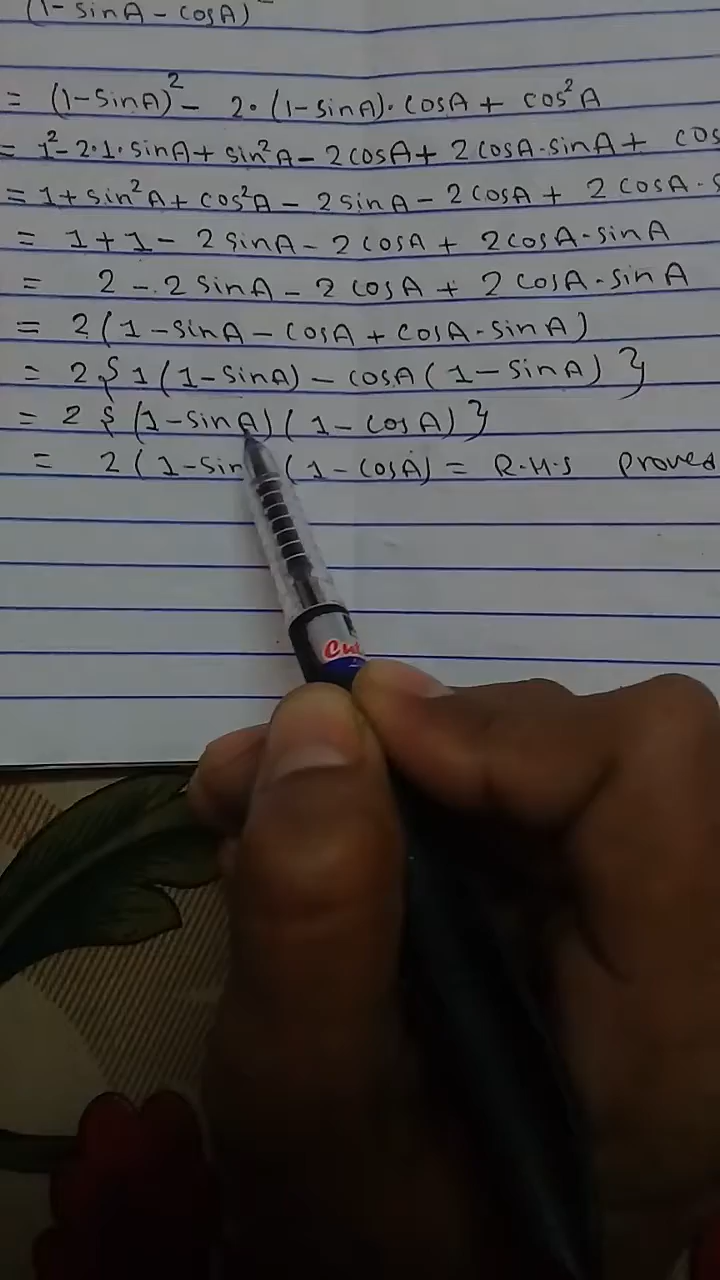 (1-sinA-cosA)
= (1-sinA)² - 2·(1-sinA)·cosA + cos²A
= 1²-2·1·sinA+sin²A-2cosA+2cosA·sinA+ cos
= 1+sin²A+cos²A-2sinA-2cosA+2cosA·s
= 1+1-2sinA-2cosA+2cosA·sinA
= 2-2sinA-2cosA+2cosA·sinA
= 2(1-sinA-cosA+cosA·sinA)
= 2{1(1-sinA)-cosA(1-sinA)}
= 2{(1-sinA)(1-cosA)}
= 2(1-sin (1-cosA) = R.H.S Proved